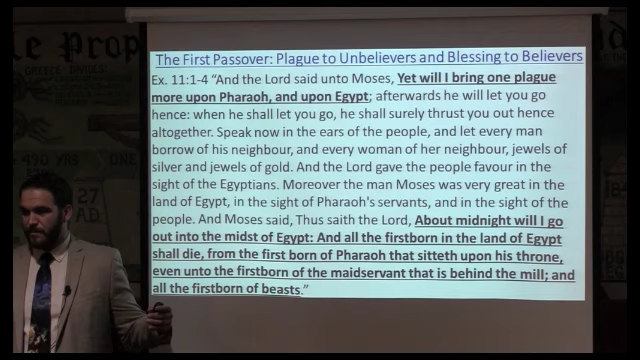 The First Passover: Plague to Unbelievers and Blessing to Believers
Ex. 11:1-4 “And the Lord said unto Moses, Yet will I bring one plague
more upon Pharaoh, and upon Egypt; afterwards he will let you go
hence: when he shall let you go, he shall surely thrust you out hence
altogether. Speak now in the ears of the people, and let every man
borrow of his neighbour, and every woman of her neighbour, jewels of
silver and jewels of gold. And the Lord gave the people favour in the
sight of the Egyptians. Moreover the man Moses was very great in the
land of Egypt, in the sight of Pharaoh's servants, and in the sight of the
people. And Moses said, Thus saith the Lord, About midnight will I go
out into the midst of Egypt: And all the firstborn in the land of Egypt
shall die, from the first born of Pharaoh that sitteth upon his throne,
even unto the firstborn of the maidservant that is behind the mill; and
all the firstborn of beasts.”
le Prop
GREECE
490 YRS
ONE
27
A.D.